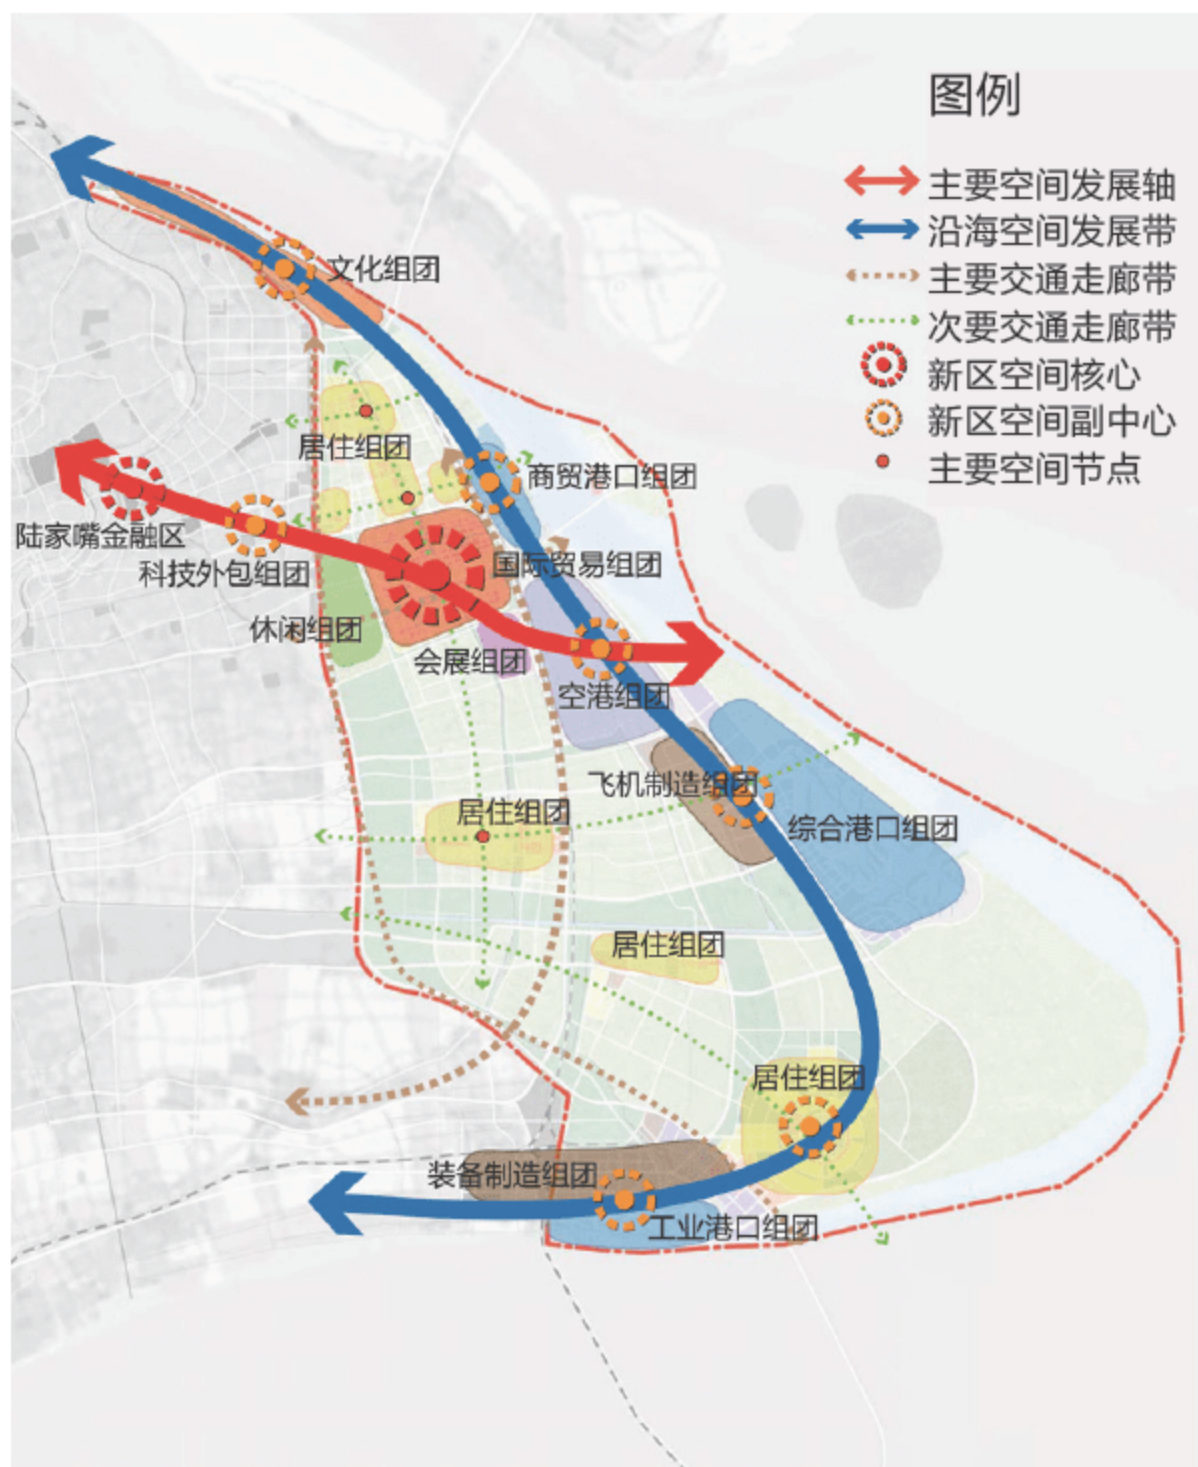 图例
主要空间发展轴
沿海空间发展带
主要交通走廊带
次要交通走廊带
新区空间核心
新区空间副中心
主要空间节点
文化组团
居住组团
商贸港口组团
陆家嘴金融区
科技外包组团
国际贸易组团
休闲组团
会展组团
空港组团
飞机制造组团
居住组团
综合港口组团
居住组团
居住组团
装备制造组团
工业港口组团